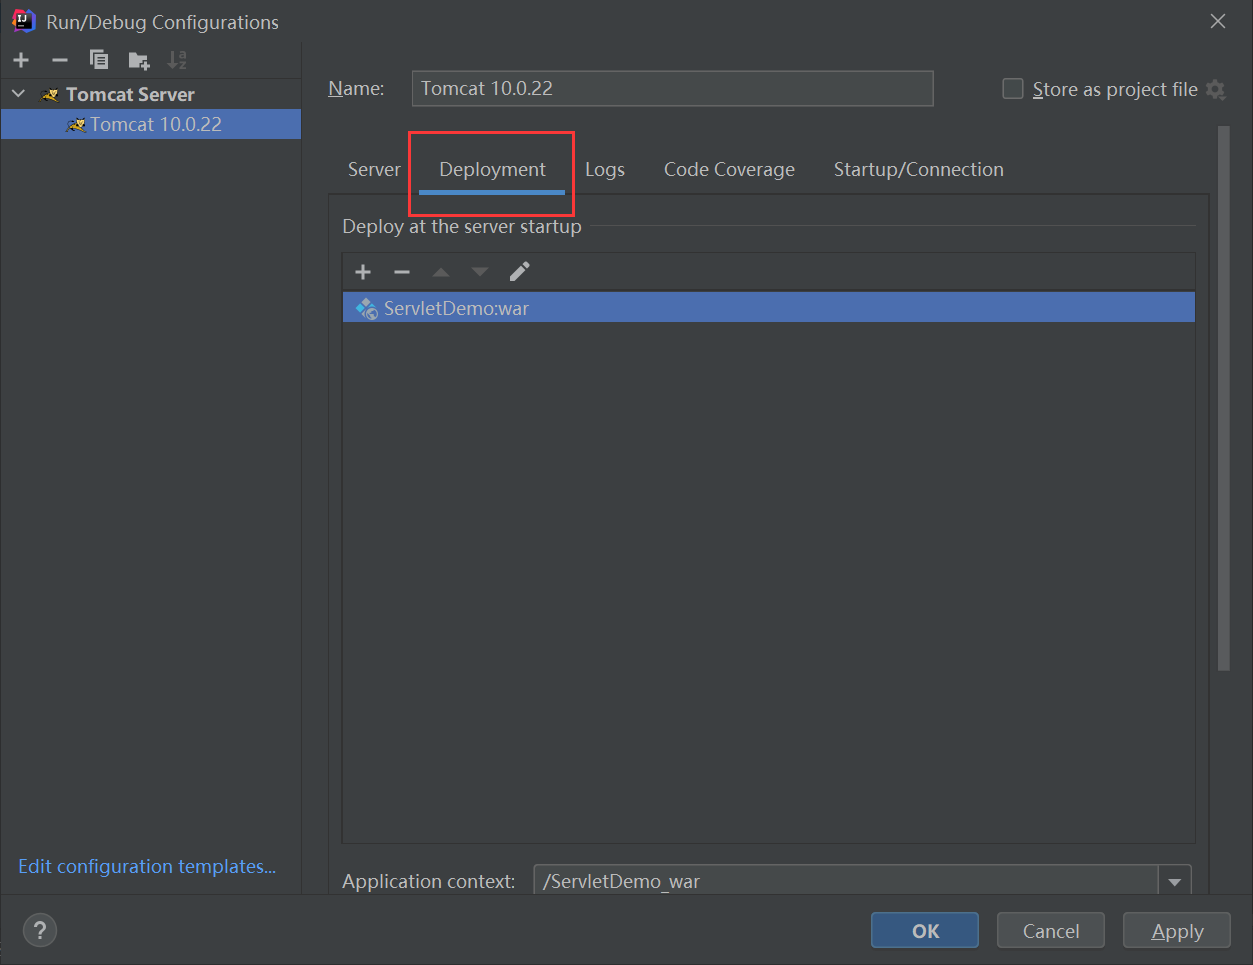 Run/Debug Configurations
Name: Tomcat 10.0.22 Store as project file
Tomcat Server
Tomcat 10.0.22
Server Deployment Logs Code Coverage Startup/Connection
Deploy at the server startup
ServletDemo:war
Edit configuration templates...
Application context: /ServletDemo_war
? OK Cancel Apply